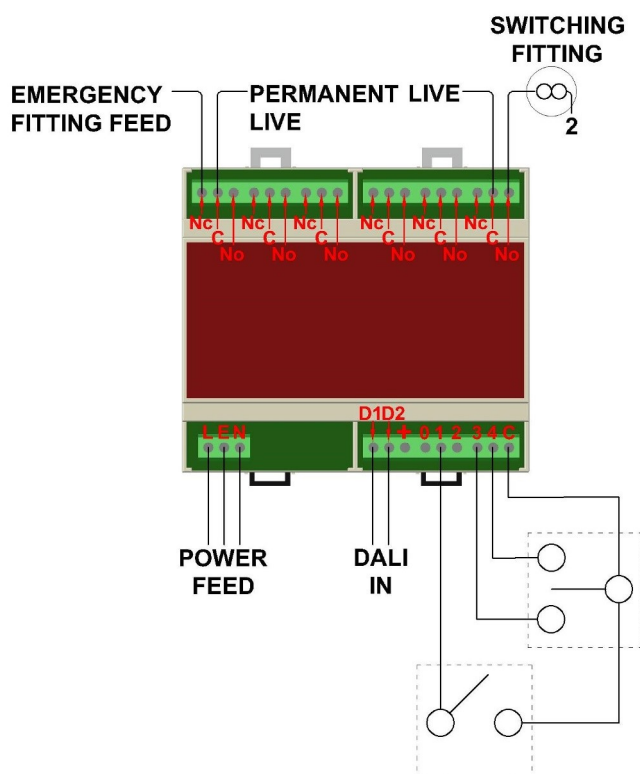 SWITCHING
FITTING
EMERGENCY
FITTING FEED
PERMANENT LIVE
LIVE
2
Nc Nc Nc Nc Nc Nc
C C C C C C
No No No No No No
D1D2
L E N + 0 1 2 3 4 C
POWER
FEED
DALI
IN